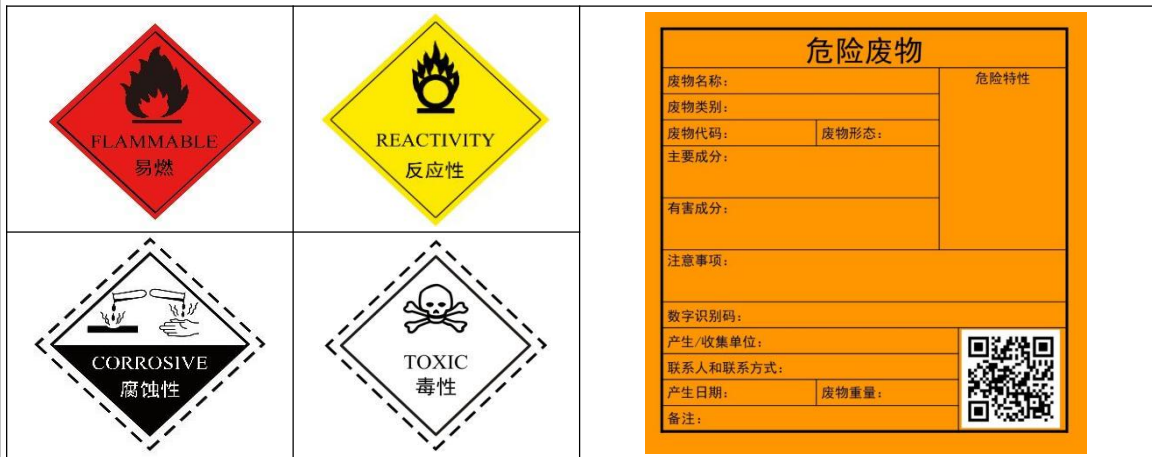 FLAMMABLE
易燃
REACTIVITY
反应性
CORROSIVE
腐蚀性
TOXIC
毒性
危险废物
废物名称：
危险特性
废物类别：
废物代码：
废物形态：
主要成分：
有害成分：
注意事项：
数字识别码：
产生/收集单位：
联系人和联系方式：
产生日期：
废物重量：
备注：